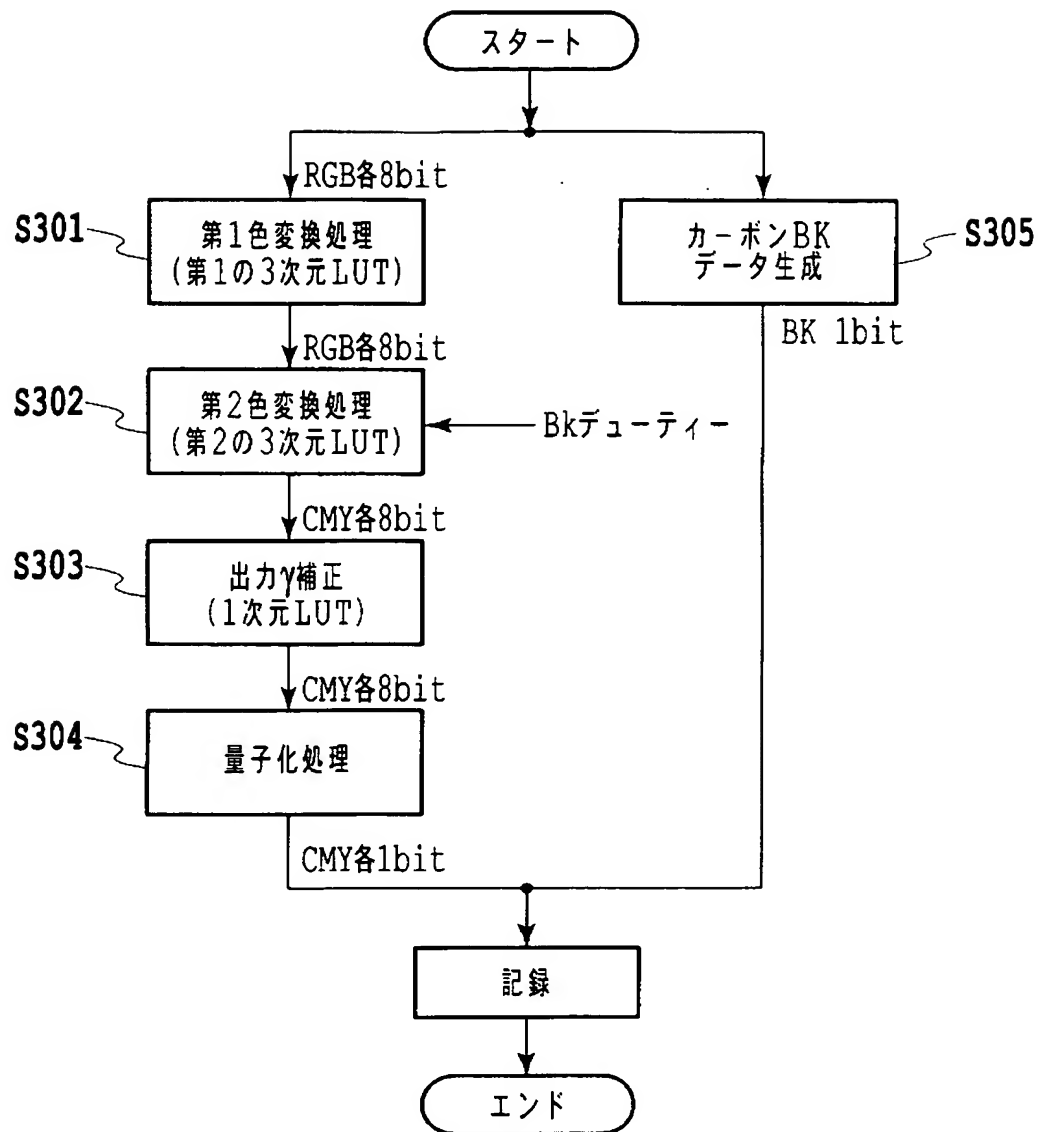 スタート
RGB各8bit
S301
第1色変換処理
(第1の3次元LUT)
カーボンBK
データ生成
S305
RGB各8bit
BK 1bit
S302
第2色変換処理
(第2の3次元LUT)
Bkデューティー
CMY各8bit
S303
出力γ補正
(1次元LUT)
CMY各8bit
S304
量子化処理
CMY各1bit
記録
エンド